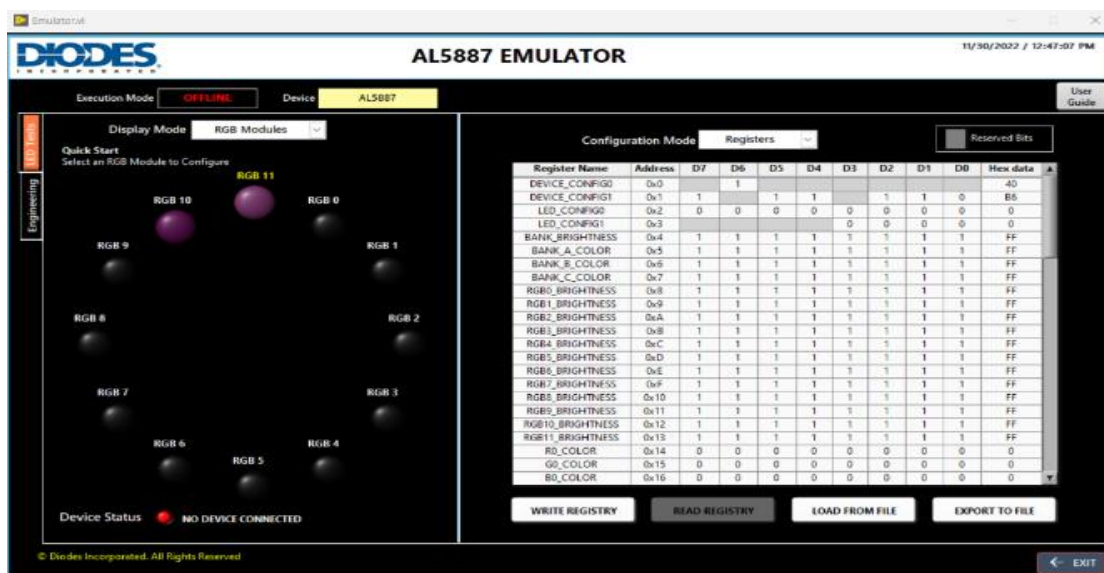 Emulator.vi
DIODES
INCORPORATED
AL5887 EMULATOR
11/30/2022 / 12:47:07 PM
Execution Mode OFFLINE Device AL5887
User Guide
LED Tests
Engineering
Display Mode RGB Modules
Quick Start
Select an RGB Module to Configure
RGB 11
RGB 10 RGB 0
RGB 9 RGB 1
RGB 8 RGB 2
RGB 7 RGB 3
RGB 6 RGB 4
RGB 5
Device Status NO DEVICE CONNECTED
Configuration Mode Registers
Reserved Bits
Register Name Address D7 D6 D5 D4 D3 D2 D1 D0 Hex data
DEVICE_CONFIG0 0x0 1 40
DEVICE_CONFIG1 0x1 1 1 1 1 1 0 B6
LED_CONFIG0 0x2 0 0 0 0 0 0 0 0 0
LED_CONFIG1 0x3 0 0 0 0 0
BANK_BRIGHTNESS 0x4 1 1 1 1 1 1 1 1 FF
BANK_A_COLOR 0x5 1 1 1 1 1 1 1 1 FF
BANK_B_COLOR 0x6 1 1 1 1 1 1 1 1 FF
BANK_C_COLOR 0x7 1 1 1 1 1 1 1 1 FF
RGB0_BRIGHTNESS 0x8 1 1 1 1 1 1 1 1 FF
RGB1_BRIGHTNESS 0x9 1 1 1 1 1 1 1 1 FF
RGB2_BRIGHTNESS 0xA 1 1 1 1 1 1 1 1 FF
RGB3_BRIGHTNESS 0xB 1 1 1 1 1 1 1 1 FF
RGB4_BRIGHTNESS 0xC 1 1 1 1 1 1 1 1 FF
RGB5_BRIGHTNESS 0xD 1 1 1 1 1 1 1 1 FF
RGB6_BRIGHTNESS 0xE 1 1 1 1 1 1 1 1 FF
RGB7_BRIGHTNESS 0xF 1 1 1 1 1 1 1 1 FF
RGB8_BRIGHTNESS 0x10 1 1 1 1 1 1 1 1 FF
RGB9_BRIGHTNESS 0x11 1 1 1 1 1 1 1 1 FF
RGB10_BRIGHTNESS 0x12 1 1 1 1 1 1 1 1 FF
RGB11_BRIGHTNESS 0x13 1 1 1 1 1 1 1 1 FF
R0_COLOR 0x14 0 0 0 0 0 0 0 0 0
G0_COLOR 0x15 0 0 0 0 0 0 0 0 0
B0_COLOR 0x16 0 0 0 0 0 0 0 0 0
WRITE REGISTRY READ REGISTRY LOAD FROM FILE EXPORT TO FILE
© Diodes Incorporated. All Rights Reserved
EXIT